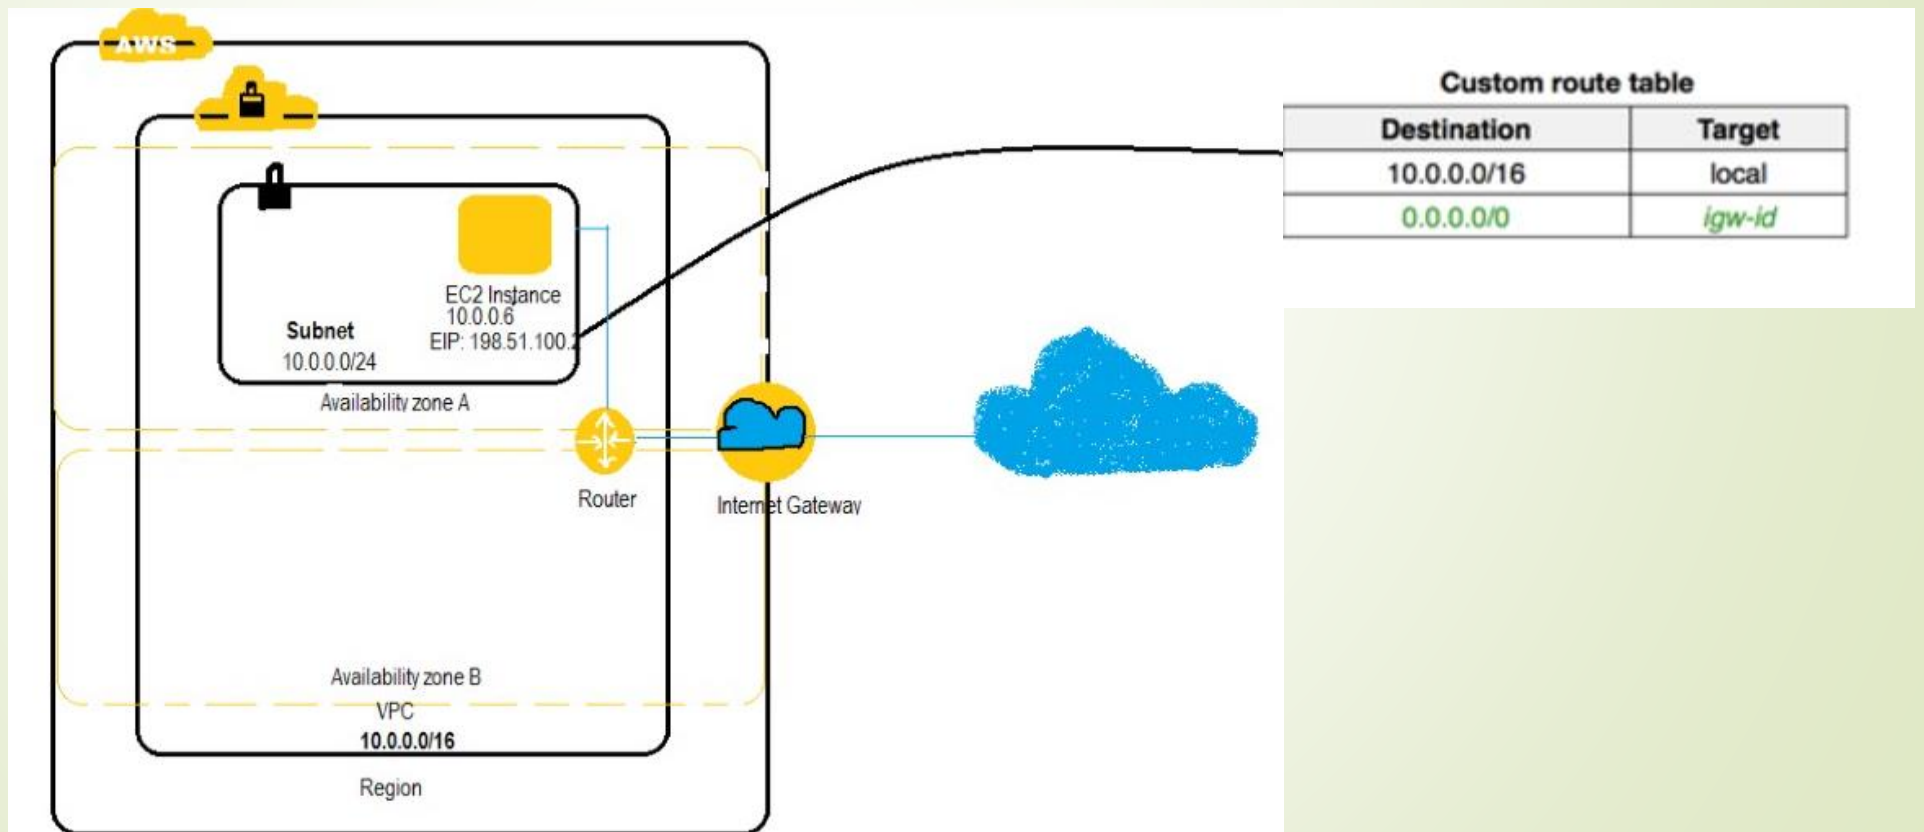 AWS
Custom route table
Destination Target
10.0.0.0/16 local
0.0.0.0/0 igw-id
EC2 Instance
10.0.0.6
EIP: 198.51.100.
Subnet
10.0.0.0/24
Availability zone A
Router
Internet Gateway
Availability zone B
VPC
10.0.0.0/16
Region